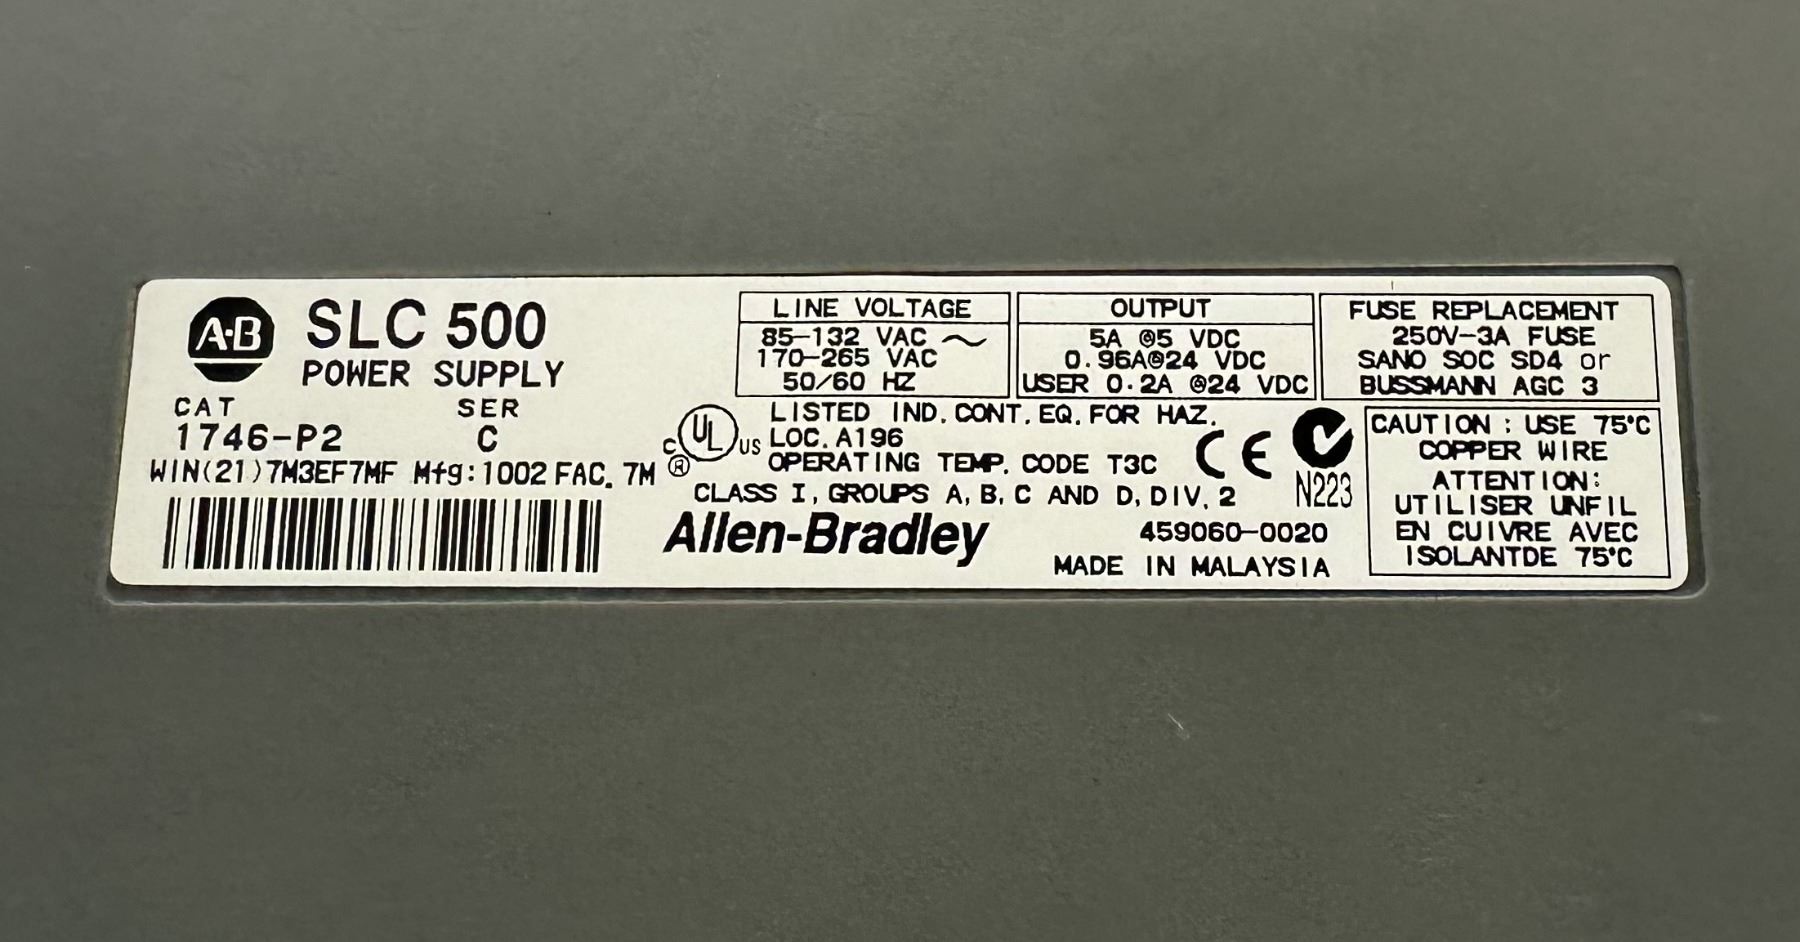 A·B
SLC 500
POWER SUPPLY
CAT SER
1746-P2 C
WIN(21)7M3EF7MF Mfg:1002 FAC. 7M
LINE VOLTAGE
85-132 VAC ~
170-265 VAC
50/60 HZ
OUTPUT
5A @5 VDC
0.96A@24 VDC
USER 0.2A @24 VDC
FUSE REPLACEMENT
250V-3A FUSE
SANO SOC SD4 or
BUSSMANN AGC 3
C UL US ®
LISTED IND. CONT. EQ. FOR HAZ.
LOC. A196
OPERATING TEMP. CODE T3C
CLASS I, GROUPS A, B, C AND D, DIV. 2
CE
N223
Allen-Bradley
459060-0020
MADE IN MALAYSIA
CAUTION : USE 75°C
COPPER WIRE
ATTENTION:
UTILISER UNFIL
EN CUIVRE AVEC
ISOLANTDE 75°C